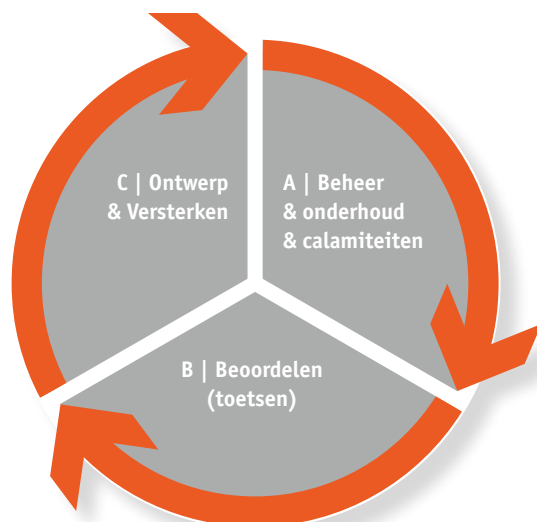 C | Ontwerp
& Versterken
A | Beheer
& onderhoud
& calamiteiten
B | Beoordelen
(toetsen)